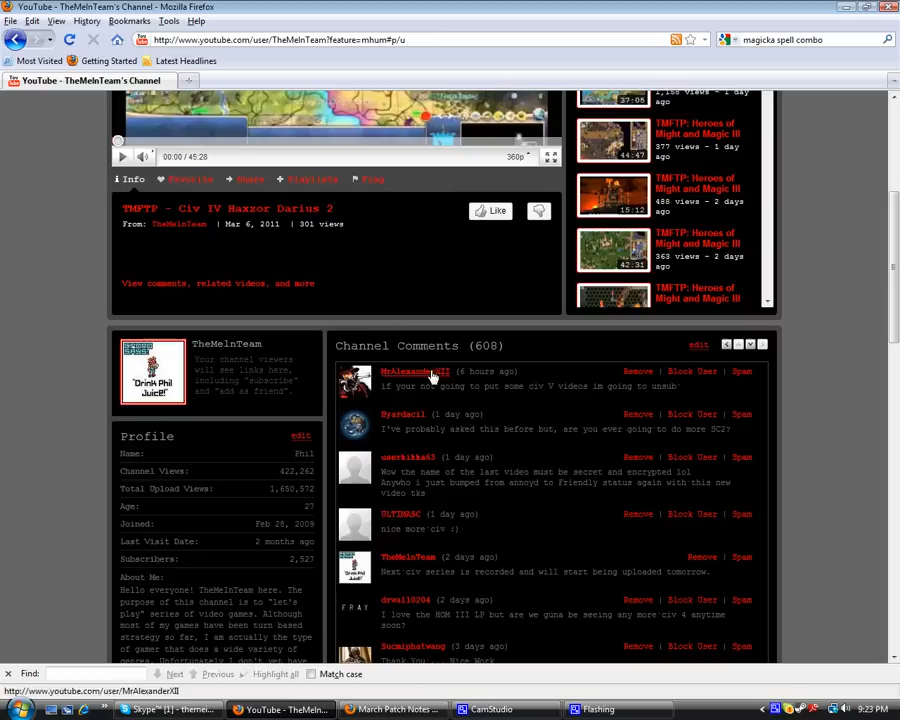 YouTube - TheMeInTeam's Channel - Mozilla Firefox
File Edit View History Bookmarks Tools Help
http://www.youtube.com/user/TheMeInTeam?feature=mhum#p/u
magicka spell combo
Most Visited Getting Started Latest Headlines
YouTube - TheMeInTeam's Channel
37:05
1,158 views - 1 day ago
44:47
TMFTP: Heroes of Might and Magic III
377 views - 1 day ago
15:12
TMFTP: Heroes of Might and Magic III
488 views - 2 days ago
42:31
TMFTP: Heroes of Might and Magic III
363 views - 2 days ago
TMFTP: Heroes of Might and Magic III
00:00 / 45:28 360p
Info Favorite Share Playlists Flag
TMFTP - Civ IV Haxzor Darius 2
Like
From: TheMeInTeam | Mar 6, 2011 | 301 views
View comments, related videos, and more
"Drink Phil Juice!"
TheMeInTeam
Your channel viewers
will see links here,
including "subscribe"
and "add as friend".
Profile edit
Name: Phil
Channel Views: 422,262
Total Upload Views: 1,650,572
Age: 27
Joined: Feb 28, 2009
Last Visit Date: 2 months ago
Subscribers: 2,527
About Me:
Hello everyone! TheMeInTeam here. The
purpose of this channel is to "let's
play" series of video games. Although
most of my games have been turn based
strategy so far, I am actually the type
of gamer that does a wide variety of
genres. Unfortunately I don't yet have
Channel Comments (608) edit
MrAlexanderXII (6 hours ago) Remove | Block User | Spam
if your not going to put some civ V videos im going to unsub
Hyardacil (1 day ago) Remove | Block User | Spam
I've probably asked this before but, are you ever going to do more SC2?
userkikka63 (1 day ago) Remove | Block User | Spam
Wow the name of the last video must be secret and encrypted lol
Anywho i just bumped from annoyd to Friendly status again with this new
video tks
ULTIMASC (1 day ago) Remove | Block User | Spam
nice more civ :)
TheMeInTeam (2 days ago) Remove | Spam
Next civ series is recorded and will start being uploaded tomorrow.
FRAY
drwall0204 (2 days ago) Remove | Block User | Spam
I love the HOM III LP but are we guna be seeing any more civ 4 anytime
soon?
Sucmiphatwang (3 days ago) Remove | Block User | Spam
Thank You... Nice Work
Find: Next Previous Highlight all Match case
http://www.youtube.com/user/MrAlexanderXII
Skype™ [1] - themei... YouTube - TheMeIn... March Patch Notes ... CamStudio Flashing 9:23 PM